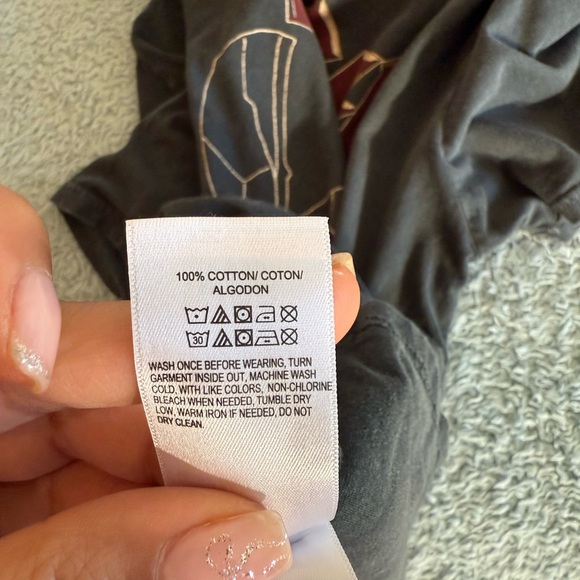 100% COTTON/ COTON/
ALGODON
30
WASH ONCE BEFORE WEARING, TURN
GARMENT INSIDE OUT, MACHINE WASH
COLD, WITH LIKE COLORS, NON-CHLORINE
BLEACH WHEN NEEDED, TUMBLE DRY
LOW, WARM IRON IF NEEDED, DO NOT
DRY CLEAN.